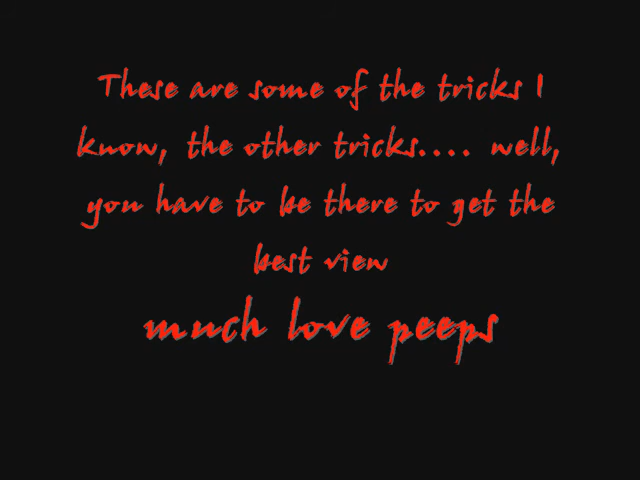 These are some of the tricks I
know, the other tricks.... well,
you have to be there to get the
best view
much love peeps